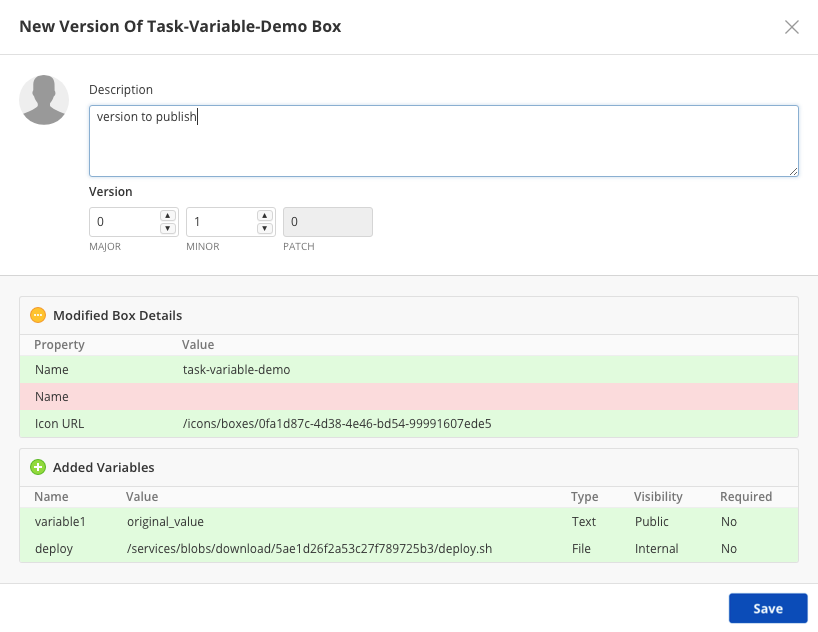 New Version Of Task-Variable-Demo Box
Description
version to publish
Version
0 1 0
MAJOR MINOR PATCH
Modified Box Details
Property Value
Name task-variable-demo
Name
Icon URL /icons/boxes/0fa1d87c-4d38-4e46-bd54-99991607ede5
Added Variables
Name Value Type Visibility Required
variable1 original_value Text Public No
deploy /services/blobs/download/5ae1d26f2a53c27f789725b3/deploy.sh File Internal No
Save